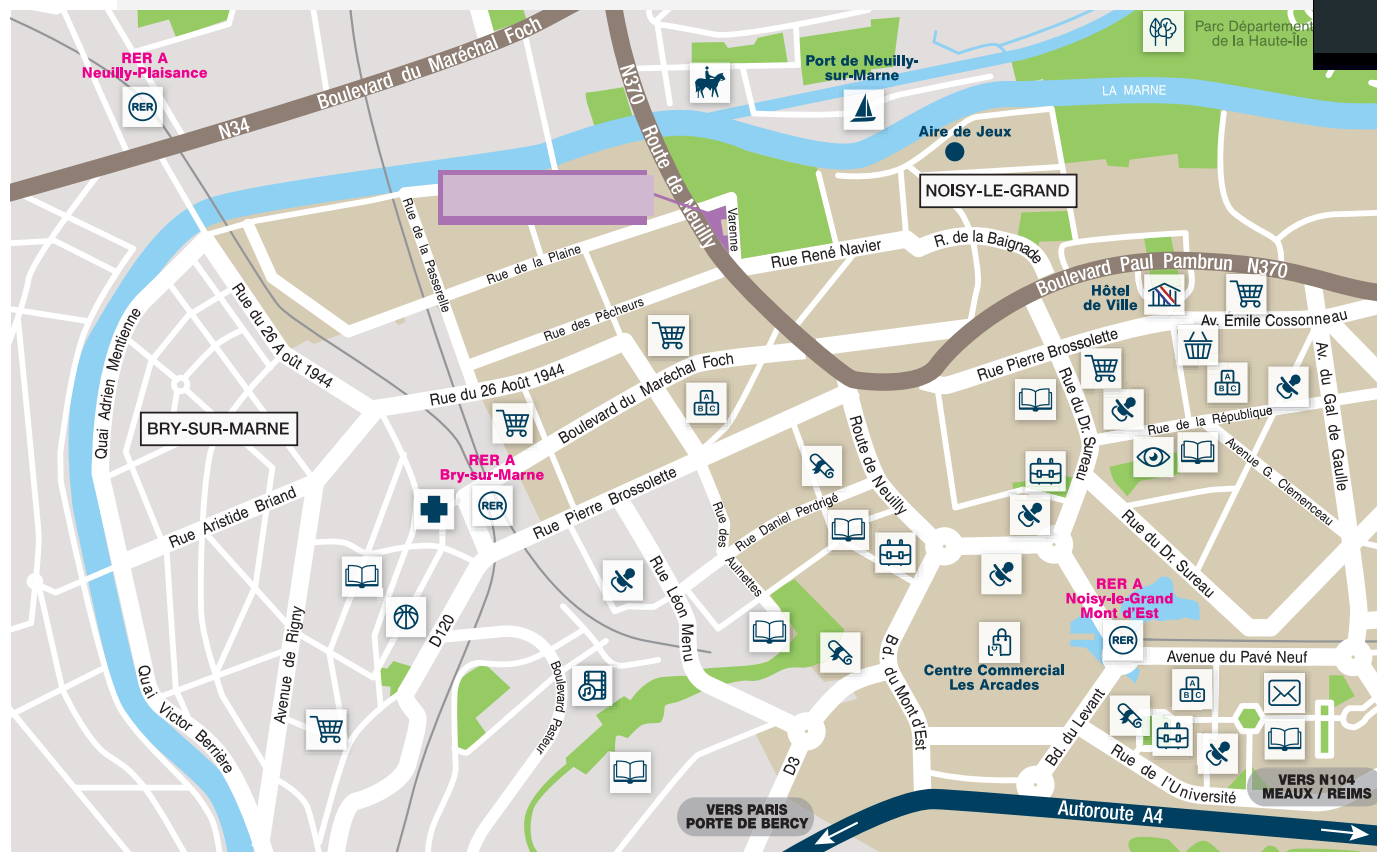 RER A
Neuilly-Plaisance
RER
N34
Boulevard du Maréchal Foch
N370
Route de Neuilly
Port de Neuilly-
sur-Marne
Parc Départemen
de la Haute-Île
LA MARNE
Aire de Jeux
NOISY-LE-GRAND
Varenne
Rue de la Passerelle
Rue de la Plaine
Rue René Navier
R. de la Baignade
Boulevard Paul Pambrun N370
Hôtel
de Ville
Av. Emile Cossonneau
Rue du 26 Août 1944
Rue des Pêcheurs
Quai Adrien Mentienne
Rue du 26 Août 1944
Boulevard du Maréchal Foch
Rue Pierre Brossolette
Rue du Dr. Sureau
A
B C
A
B C
Av. du Gal de Gaulle
Rue de la République
Avenue G. Clemenceau
BRY-SUR-MARNE
RER A
Bry-sur-Marne
RER
Route de Neuilly
Rue Aristide Briand
Rue Pierre Brossolette
Rue des Aulnettes
Rue Daniel Perdrigé
Rue du Dr. Sureau
Rue Léon Menu
RER A
Noisy-le-Grand
Mont d'Est
RER
D120
Avenue de Rigny
Bd. du Mont d'Est
Centre Commercial
Les Arcades
Avenue du Pavé Neuf
A
B C
Quai Victor Berrière
Boulevard Pasteur
Bd. du Levant
Rue de l'Université
D3
VERS PARIS
PORTE DE BERCY
Autoroute A4
VERS N104
MEAUX / REIMS